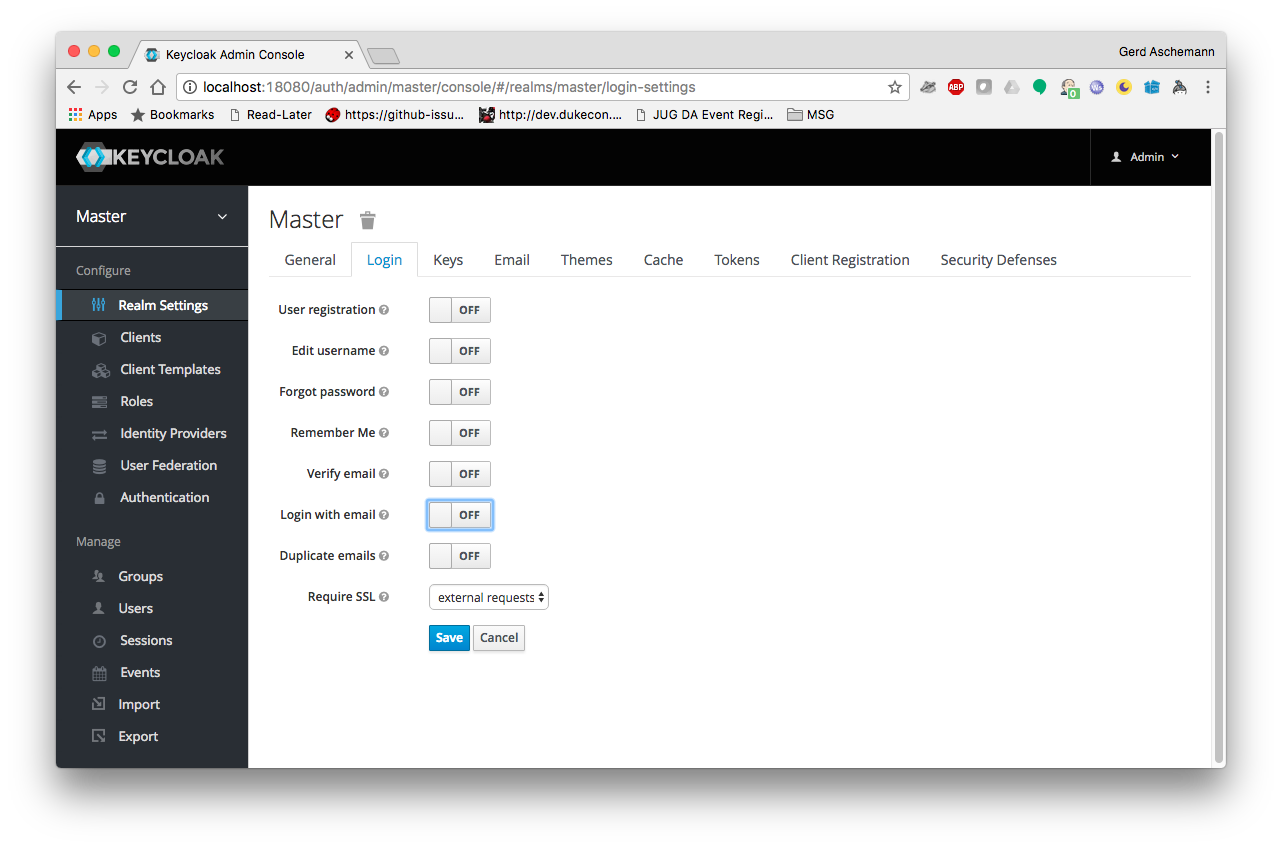 Keycloak Admin Console
Gerd Aschemann
localhost:18080/auth/admin/master/console/#/realms/master/login-settings
ABP
0
Ws
Apps
Bookmarks
Read-Later
https://github-issu...
http://dev.dukecon....
JUG DA Event Regi...
MSG
KEYCLOAK
Admin
Master
Configure
Realm Settings
Clients
Client Templates
Roles
Identity Providers
User Federation
Authentication
Manage
Groups
Users
Sessions
Events
Import
Export
Master
General
Login
Keys
Email
Themes
Cache
Tokens
Client Registration
Security Defenses
User registration OFF
Edit username OFF
Forgot password OFF
Remember Me OFF
Verify email OFF
Login with email OFF
Duplicate emails OFF
Require SSL external requests
Save Cancel